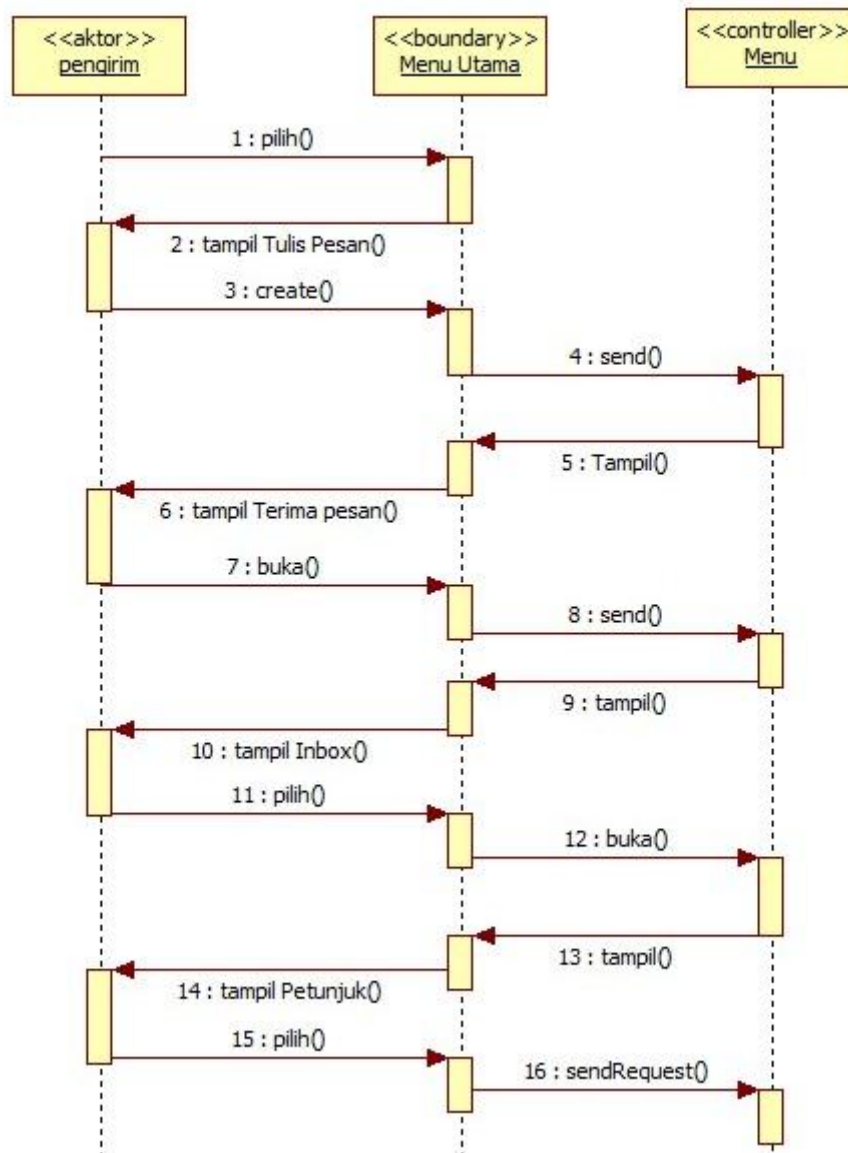 <<aktor>>
pengirim
<<boundary>>
Menu Utama
<<controller>>
Menu
1 : pilih()
2 : tampil Tulis Pesan()
3 : create()
4 : send()
5 : Tampil()
6 : tampil Terima pesan()
7 : buka()
8 : send()
9 : tampil()
10 : tampil Inbox()
11 : pilih()
12 : buka()
13 : tampil()
14 : tampil Petunjuk()
15 : pilih()
16 : sendRequest()